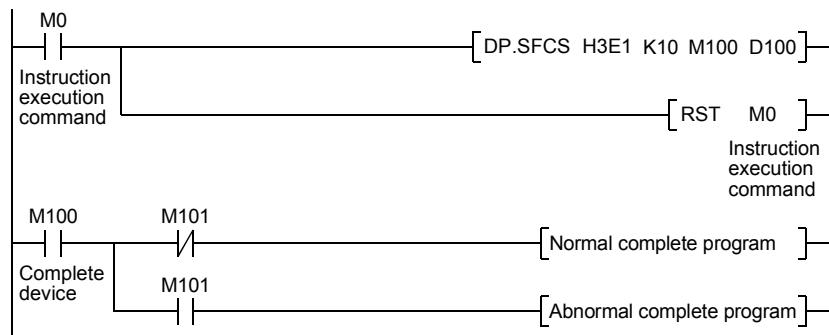 M0
DP.SFCS H3E1 K10 M100 D100
Instruction
execution
command
RST M0
Instruction
execution
command
M100
M101
Normal complete program
Complete
device
M101
Abnormal complete program